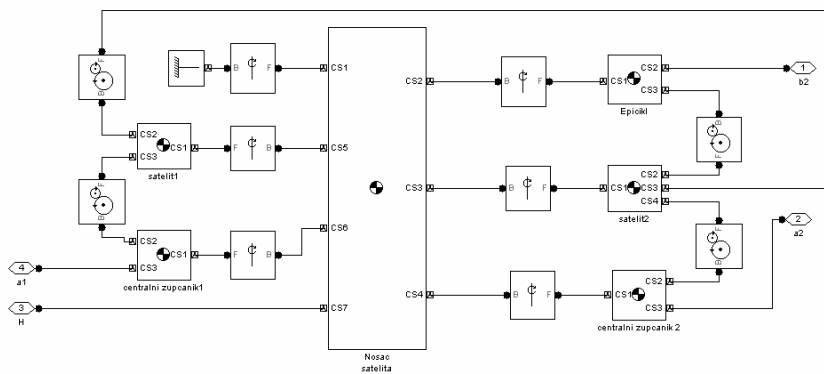 F
B
B F CS1
CS2
CS3 CS1
satelit1
F B CS5
F
B
CS2
CS3 CS1
centralni zupcanik1
F B CS6
4
a1
3
H
CS7
Nosac
satelita
CS2 B F CS1 CS2
CS3
Epicikl
1
b2
F
B
CS3 B F CS1 CS2
CS3
CS4
satelit2
F
B
2
a2
CS4 B F CS1 CS2
CS3
centralni zupcanik 2